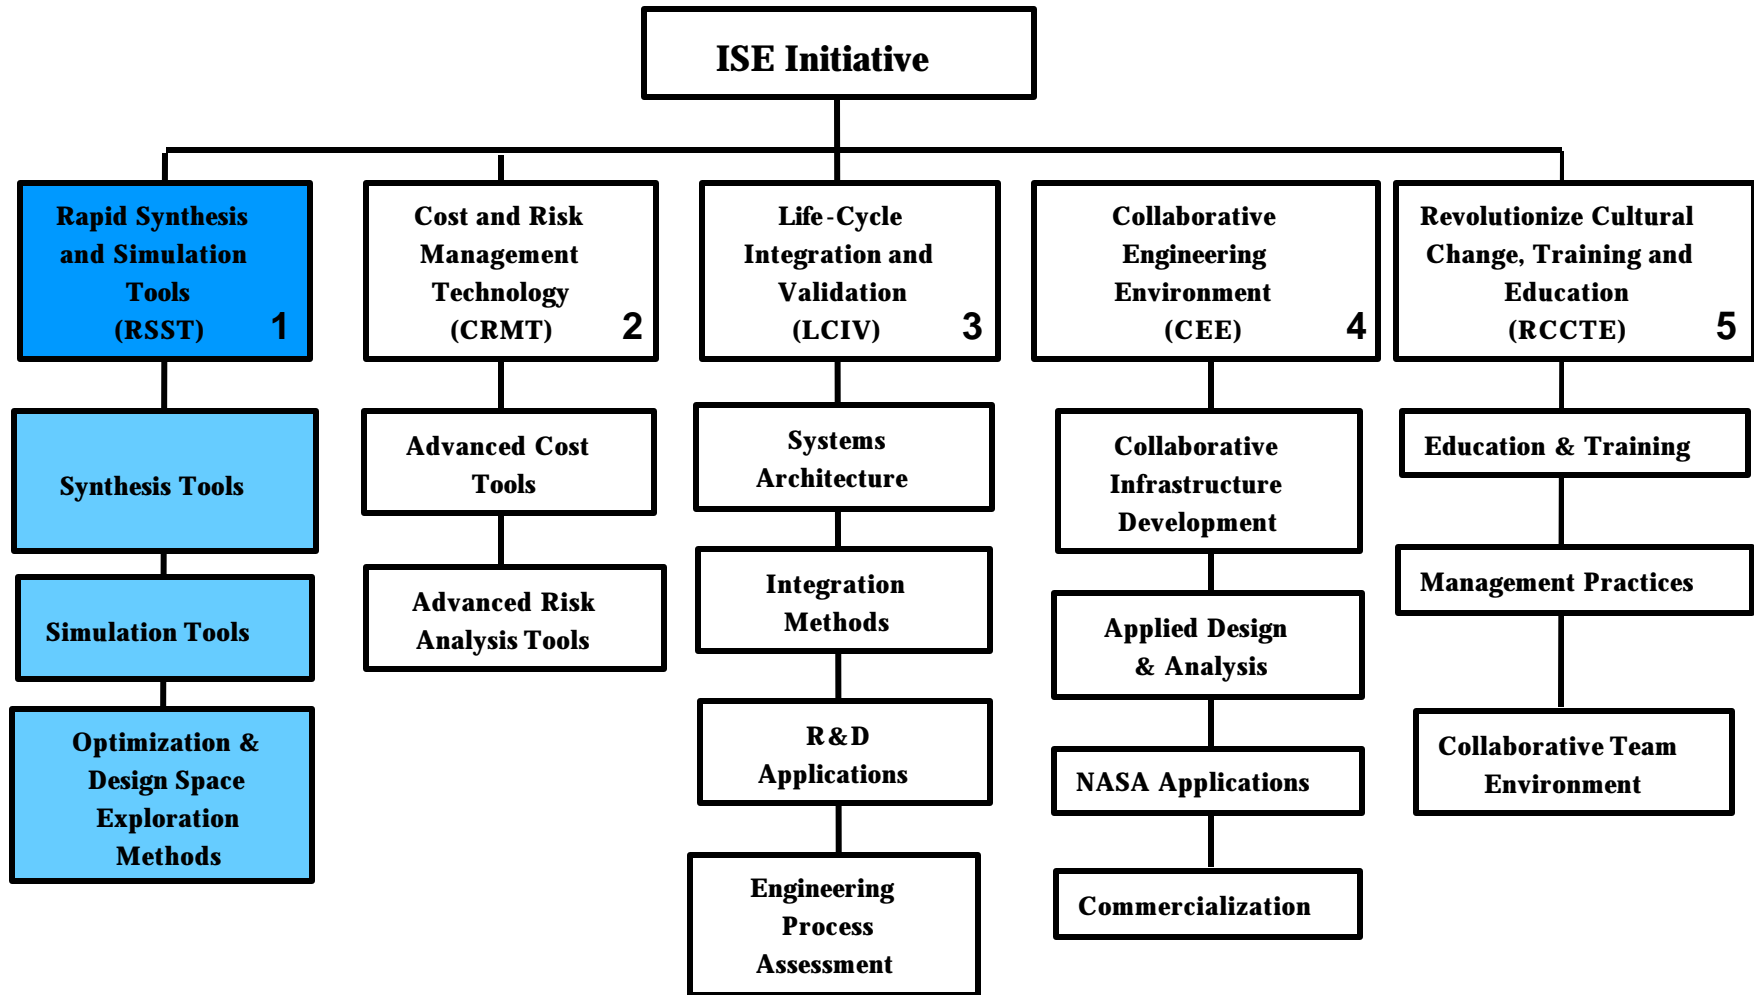 ISE Initiative
Rapid Synthesis
and Simulation
Tools
(RSST)
1
Cost and Risk
Management
Technology
(CRMT)
2
Life-Cycle
Integration and
Validation
(LCIV)
3
Collaborative
Engineering
Environment
(CEE)
4
Revolutionize Cultural
Change, Training and
Education
(RCCTE)
5
Synthesis Tools
Simulation Tools
Optimization &
Design Space
Exploration
Methods
Advanced Cost
Tools
Advanced Risk
Analysis Tools
Systems
Architecture
Integration
Methods
R&D
Applications
Engineering
Process
Assessment
Collaborative
Infrastructure
Development
Applied Design
& Analysis
NASA Applications
Commercialization
Education & Training
Management Practices
Collaborative Team
Environment